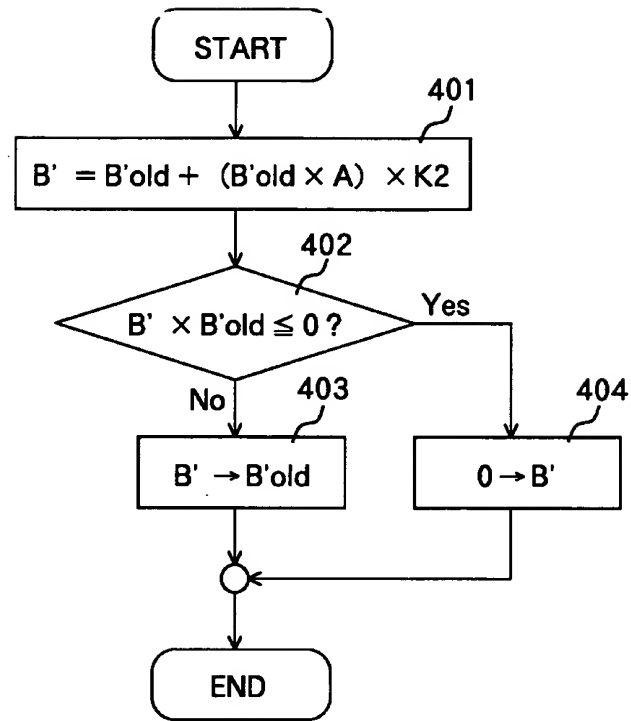 START
401
B' = B'old + (B'old × A) × K2
402
B' × B'old ≦ 0 ?
Yes
No
403
404
B' → B'old
0 → B'
END